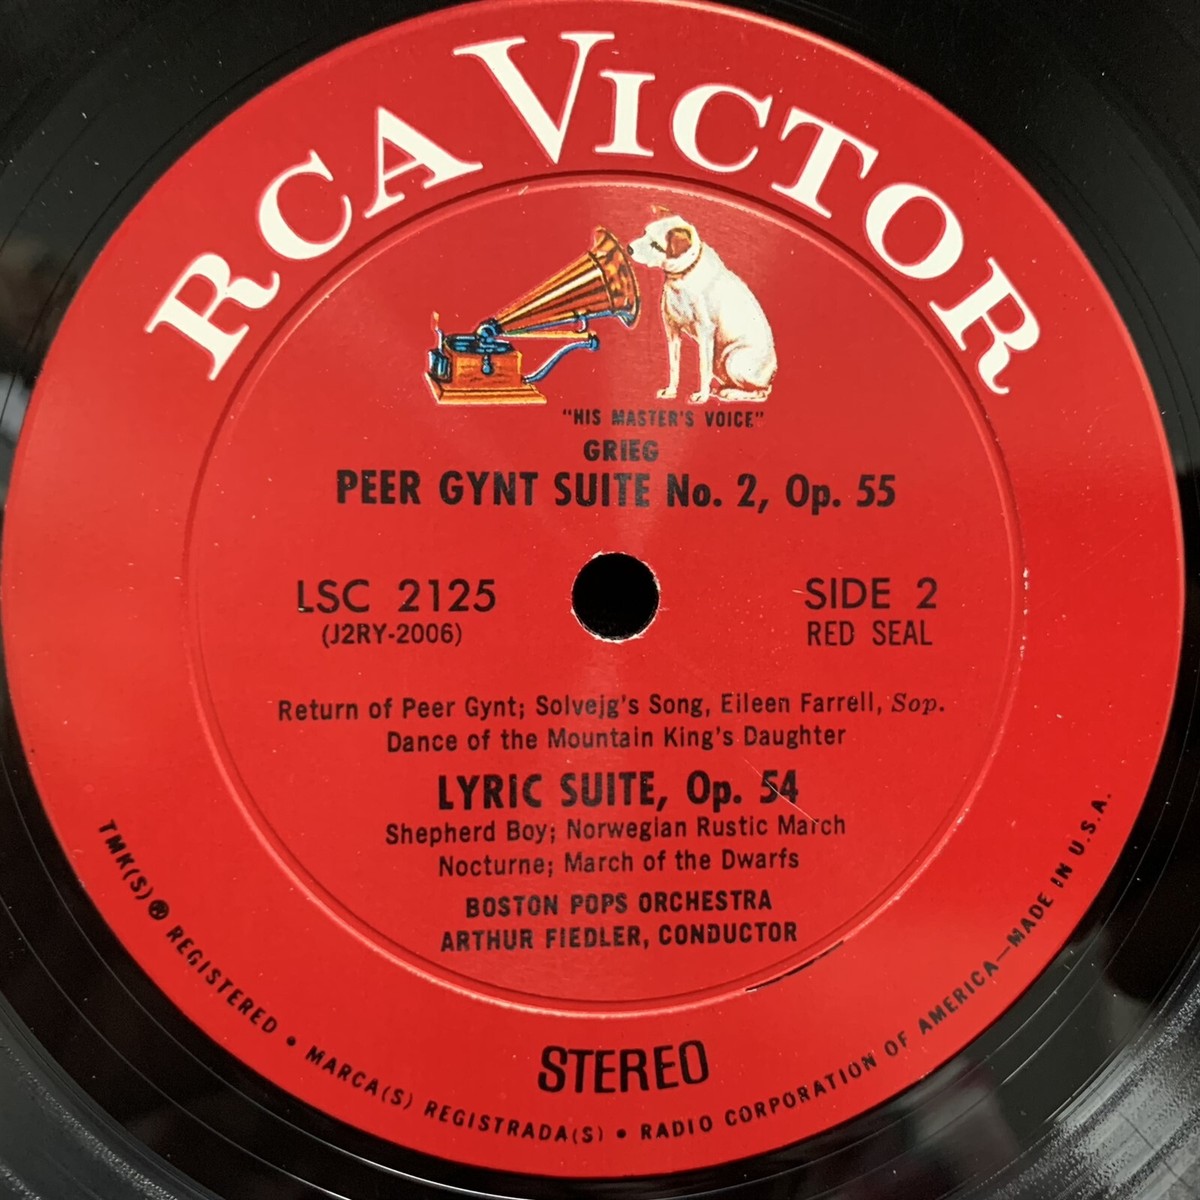 RCA VICTOR
"HIS MASTER'S VOICE"
GRIEG
PEER GYNT SUITE No. 2, Op. 55
LSC 2125
(J2RY-2006)
SIDE 2
RED SEAL
Return of Peer Gynt; Solvejg's Song, Eileen Farrell, Sop.
Dance of the Mountain King's Daughter
LYRIC SUITE, Op. 54
Shepherd Boy; Norwegian Rustic March
Nocturne; March of the Dwarfs
BOSTON POPS ORCHESTRA
ARTHUR FIEDLER, CONDUCTOR
STEREO
TMK(S) ® REGISTERED • MARCA(S) REGISTRADA(S) • RADIO CORPORATION OF AMERICA—MADE IN U.S.A.